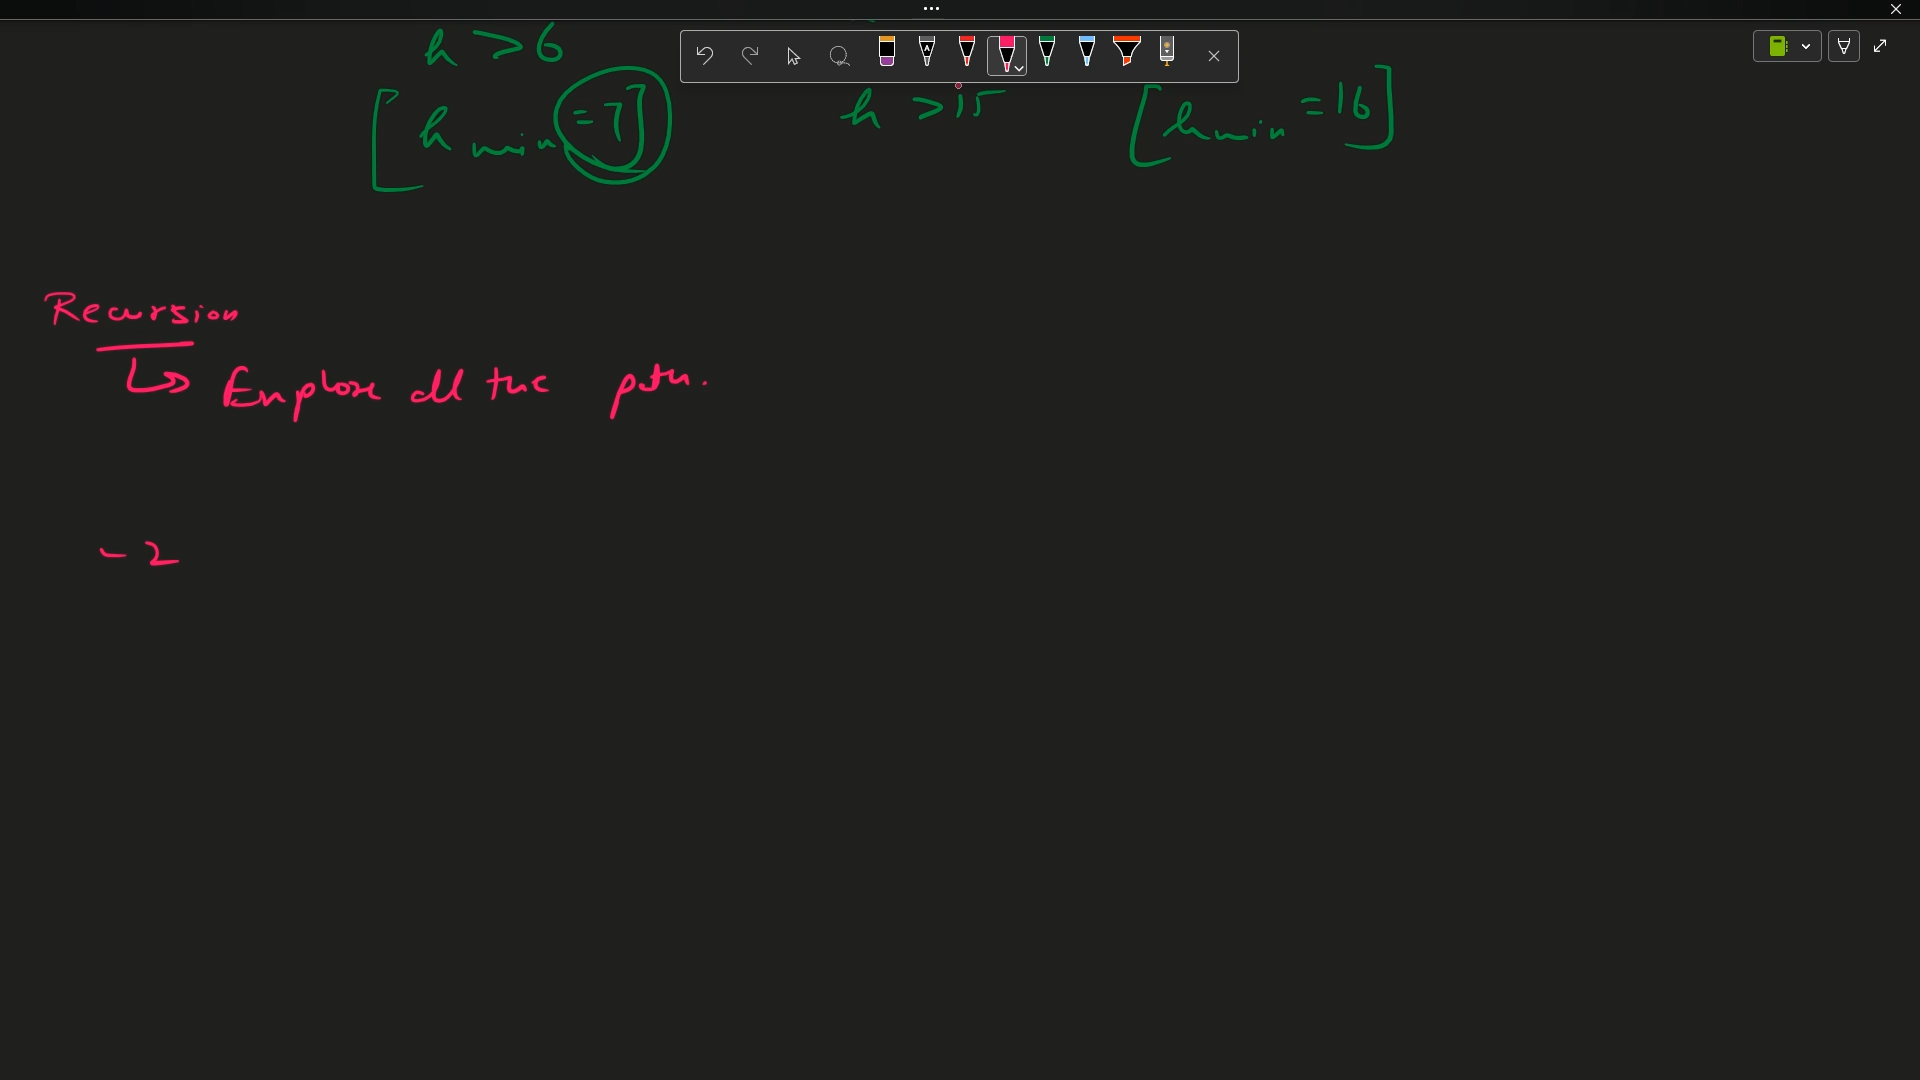 h > 6
[h min = 7]
h > 15 [h min = 16]
Recursion
↳ Explore all the path.
- 2